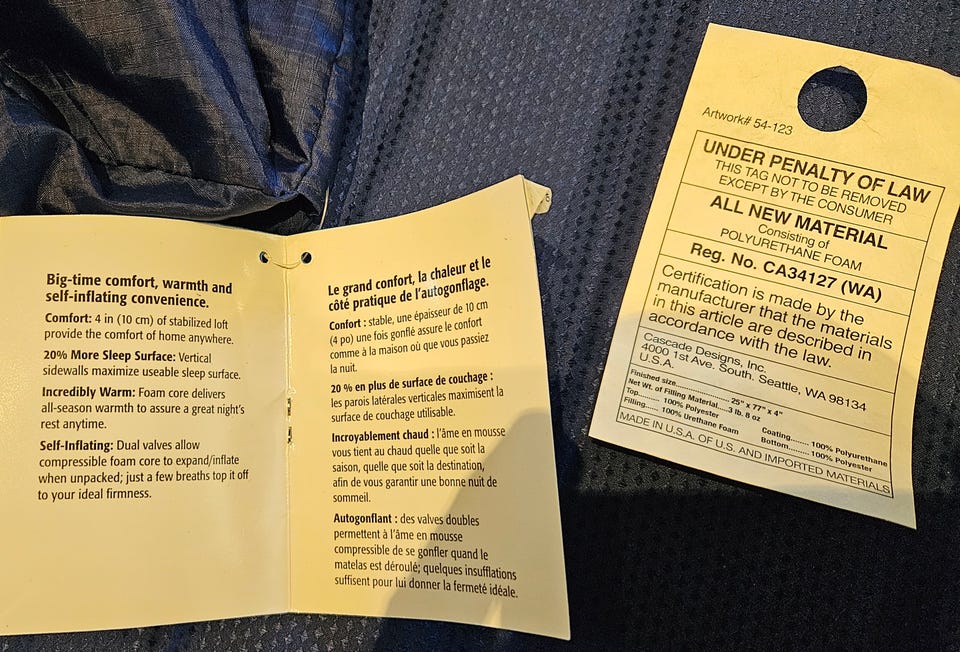 Big-time comfort, warmth and
self-inflating convenience.
Comfort: 4 in (10 cm) of stabilized loft
provide the comfort of home anywhere.
20% More Sleep Surface: Vertical
sidewalls maximize useable sleep surface.
Incredibly Warm: Foam core delivers
all-season warmth to assure a great night's
rest anytime.
Self-Inflating: Dual valves allow
compressible foam core to expand/inflate
when unpacked; just a few breaths top it off
to your ideal firmness.
Le grand confort, la chaleur et le
côté pratique de l'autogonflage.
Confort : stable, une épaisseur de 10 cm
(4 po) une fois gonflé assure le confort
comme à la maison où que vous passiez
la nuit.
20 % en plus de surface de couchage :
les parois latérales verticales maximisent la
surface de couchage utilisable.
Incroyablement chaud : l'âme en mousse
vous tient au chaud quelle que soit la
saison, quelle que soit la destination,
afin de vous garantir une bonne nuit de
sommeil.
Autogonflant : des valves doubles
permettent à l'âme en mousse
compressible de se gonfler quand le
matelas est déroulé; quelques insufflations
suffisent pour lui donner la fermeté idéale.
Artwork# 54-123
UNDER PENALTY OF LAW
THIS TAG NOT TO BE REMOVED
EXCEPT BY THE CONSUMER
ALL NEW MATERIAL
Consisting of
POLYURETHANE FOAM
Reg. No. CA34127 (WA)
Certification is made by the
manufacturer that the materials
in this article are described in
accordance with the law.
Cascade Designs, Inc.
4000 1st Ave. South. Seattle, WA 98134
U.S.A.
Finished size.................... 25" x 77" x 4"
Net Wt. of Filling Material.....3 lb. 8 oz
Top........ 100% Polyester Coating........ 100% Polyurethane
Filling...... 100% Urethane Foam Bottom.......... 100% Polyester
MADE IN U.S.A. OF U.S. AND IMPORTED MATERIALS